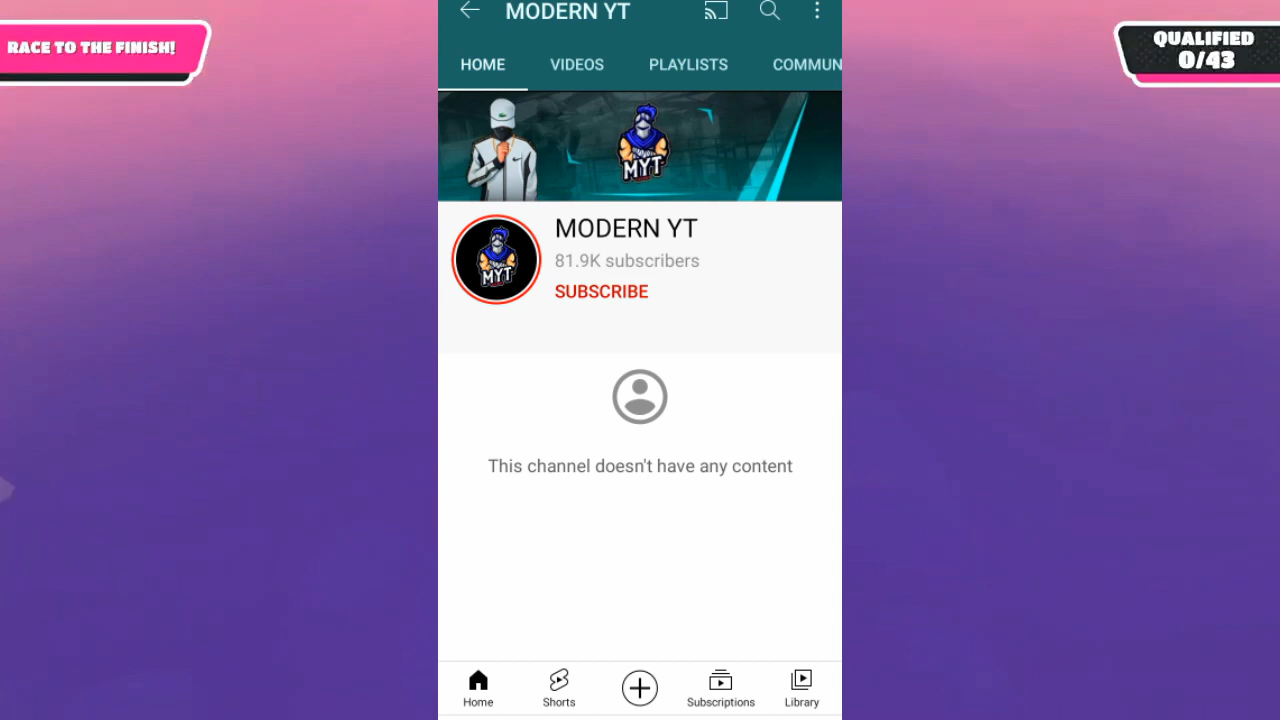 RACE TO THE FINISH!
QUALIFIED
0/43
MODERN YT
HOME
VIDEOS
PLAYLISTS
COMMUN
MYT
MYT
MODERN YT
81.9K subscribers
SUBSCRIBE
This channel doesn't have any content
Home
Shorts
Subscriptions
Library